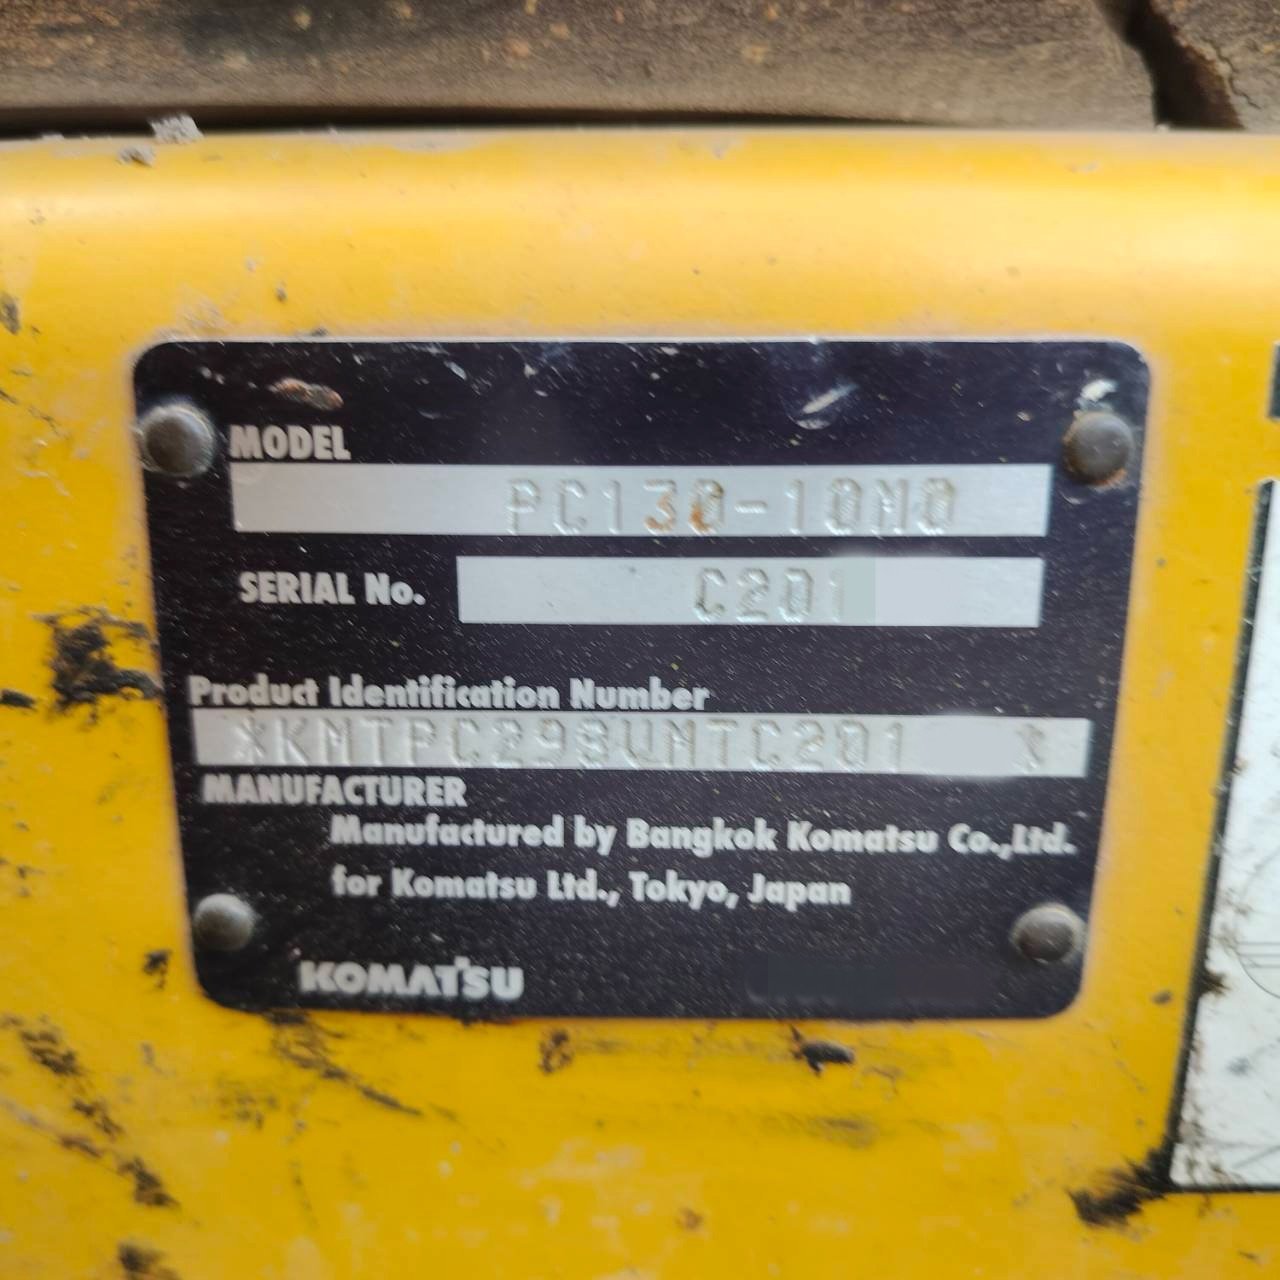 MODEL
PC130-10M0
SERIAL No.
C201
Product Identification Number
*KMTPC298VMTC201 *
MANUFACTURER
Manufactured by Bangkok Komatsu Co.,Ltd.
for Komatsu Ltd., Tokyo, Japan
KOMATSU